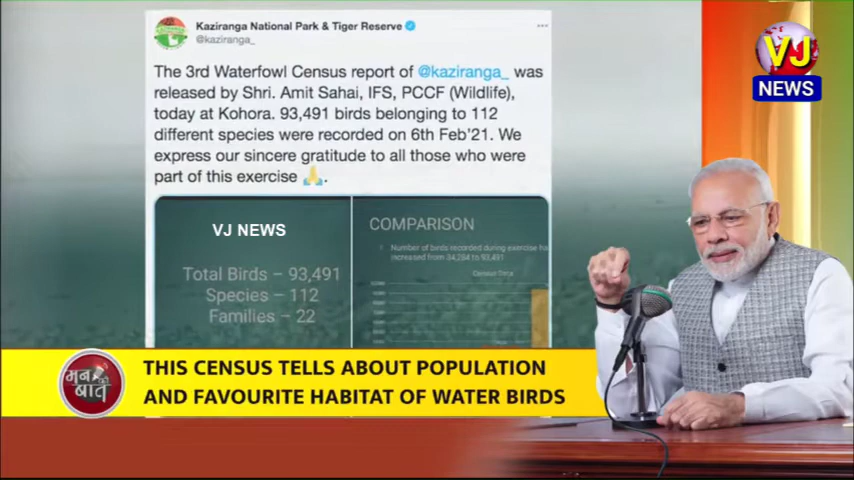 Kaziranga National Park & Tiger Reserve
@kaziranga_
The 3rd Waterfowl Census report of @kaziranga_ was
released by Shri. Amit Sahai, IFS, PCCF (Wildlife),
today at Kohora. 93,491 birds belonging to 112
different species were recorded on 6th Feb'21. We
express our sincere gratitude to all those who were
part of this exercise 🙏.
VJ NEWS
Total Birds – 93,491
Species – 112
Families – 22
COMPARISON
Number of birds recorded during exercise ha
increased from 34,284 to 93,491
VJ
NEWS
मन की
बात
THIS CENSUS TELLS ABOUT POPULATION
AND FAVOURITE HABITAT OF WATER BIRDS